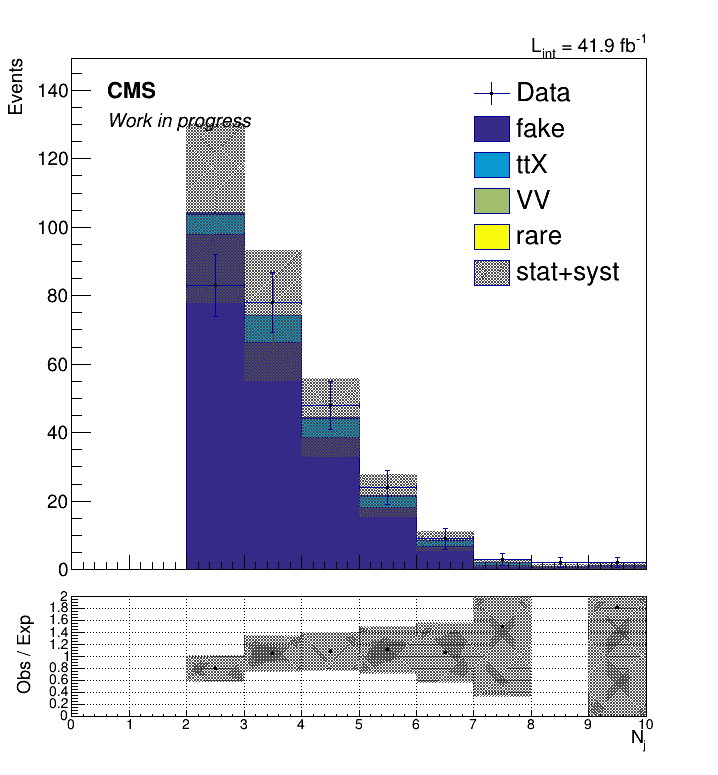 L_int = 41.9 fb^-1
Events
CMS
Work in progress
Data
fake
ttX
VV
rare
stat+syst
140
120
100
80
60
40
20
0
Obs / Exp
2
1.8
1.6
1.4
1.2
1
0.8
0.6
0.4
0.2
0
0 1 2 3 4 5 6 7 8 9 10
N_j